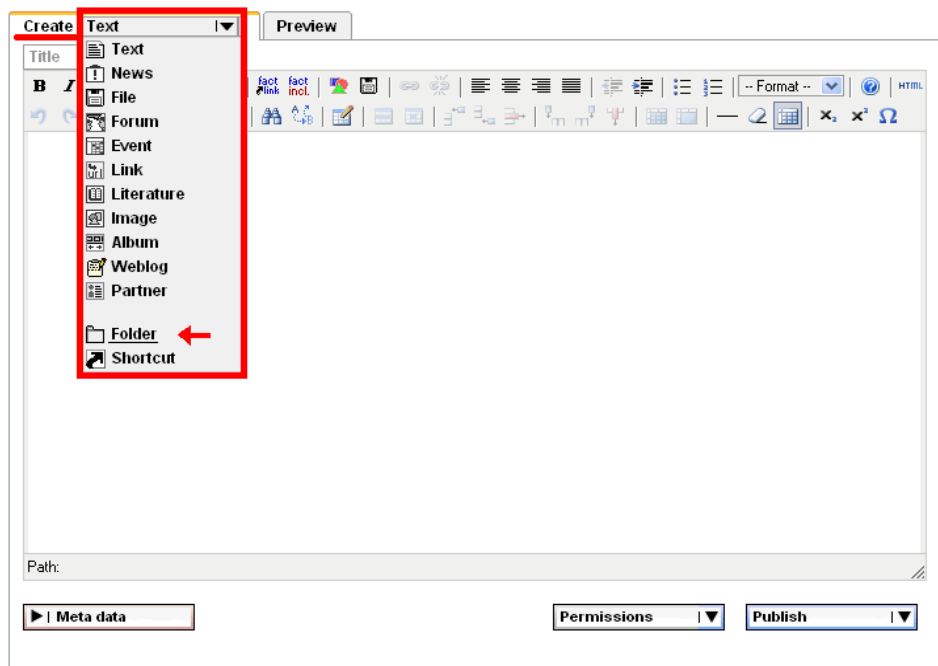 Create Text Preview
Title
Text
News
B I fact link fact incl. -- Format -- HTML
File
Forum
Event
Link
Literature
Image
Album
Weblog
Partner
Folder
Shortcut
Path:
Meta data Permissions Publish